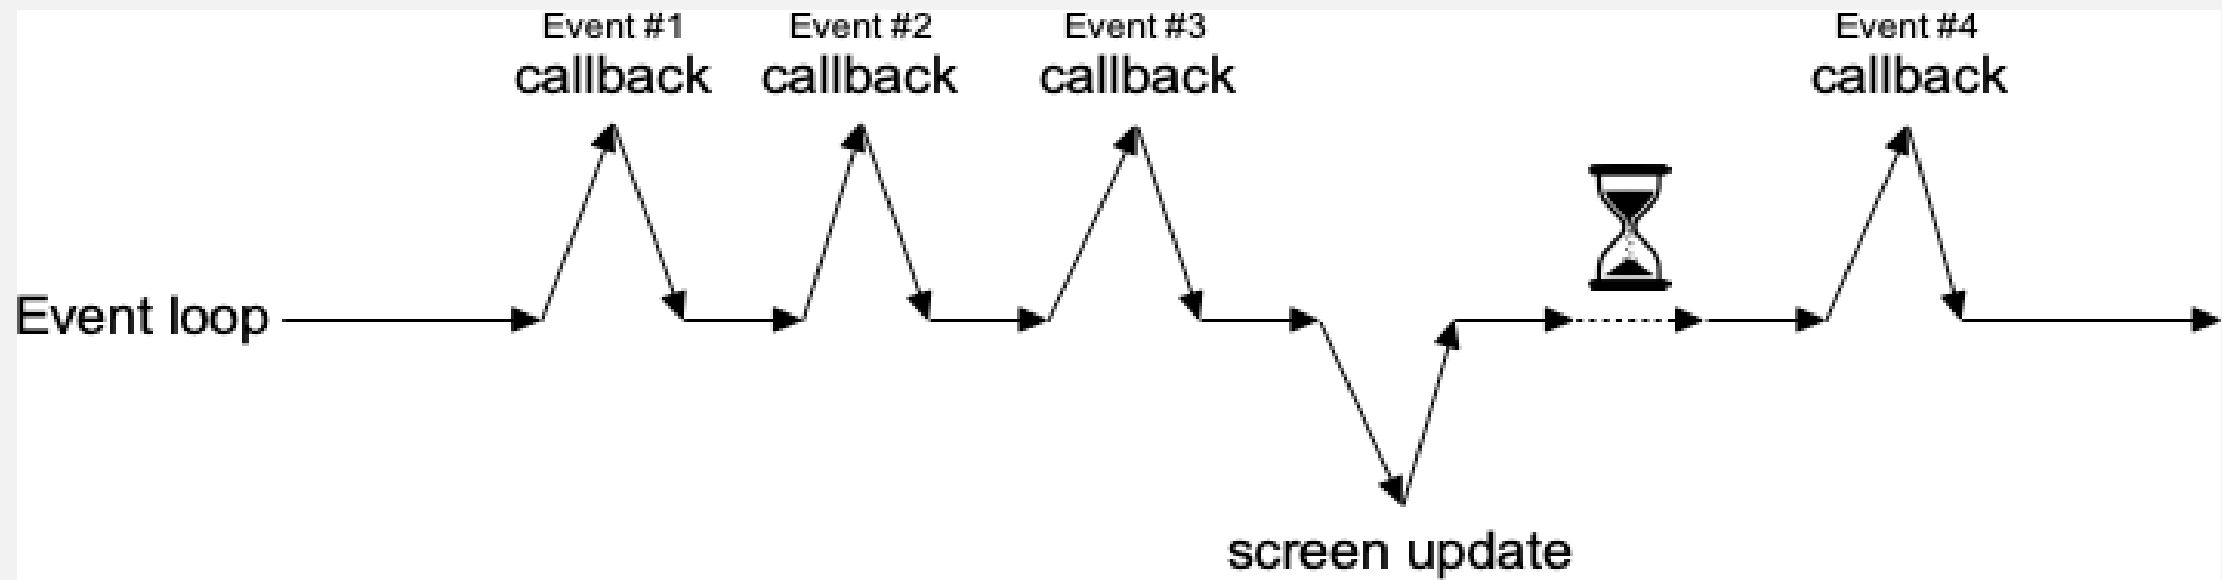 Event #1
callback
Event #2
callback
Event #3
callback
Event #4
callback
Event loop
screen update